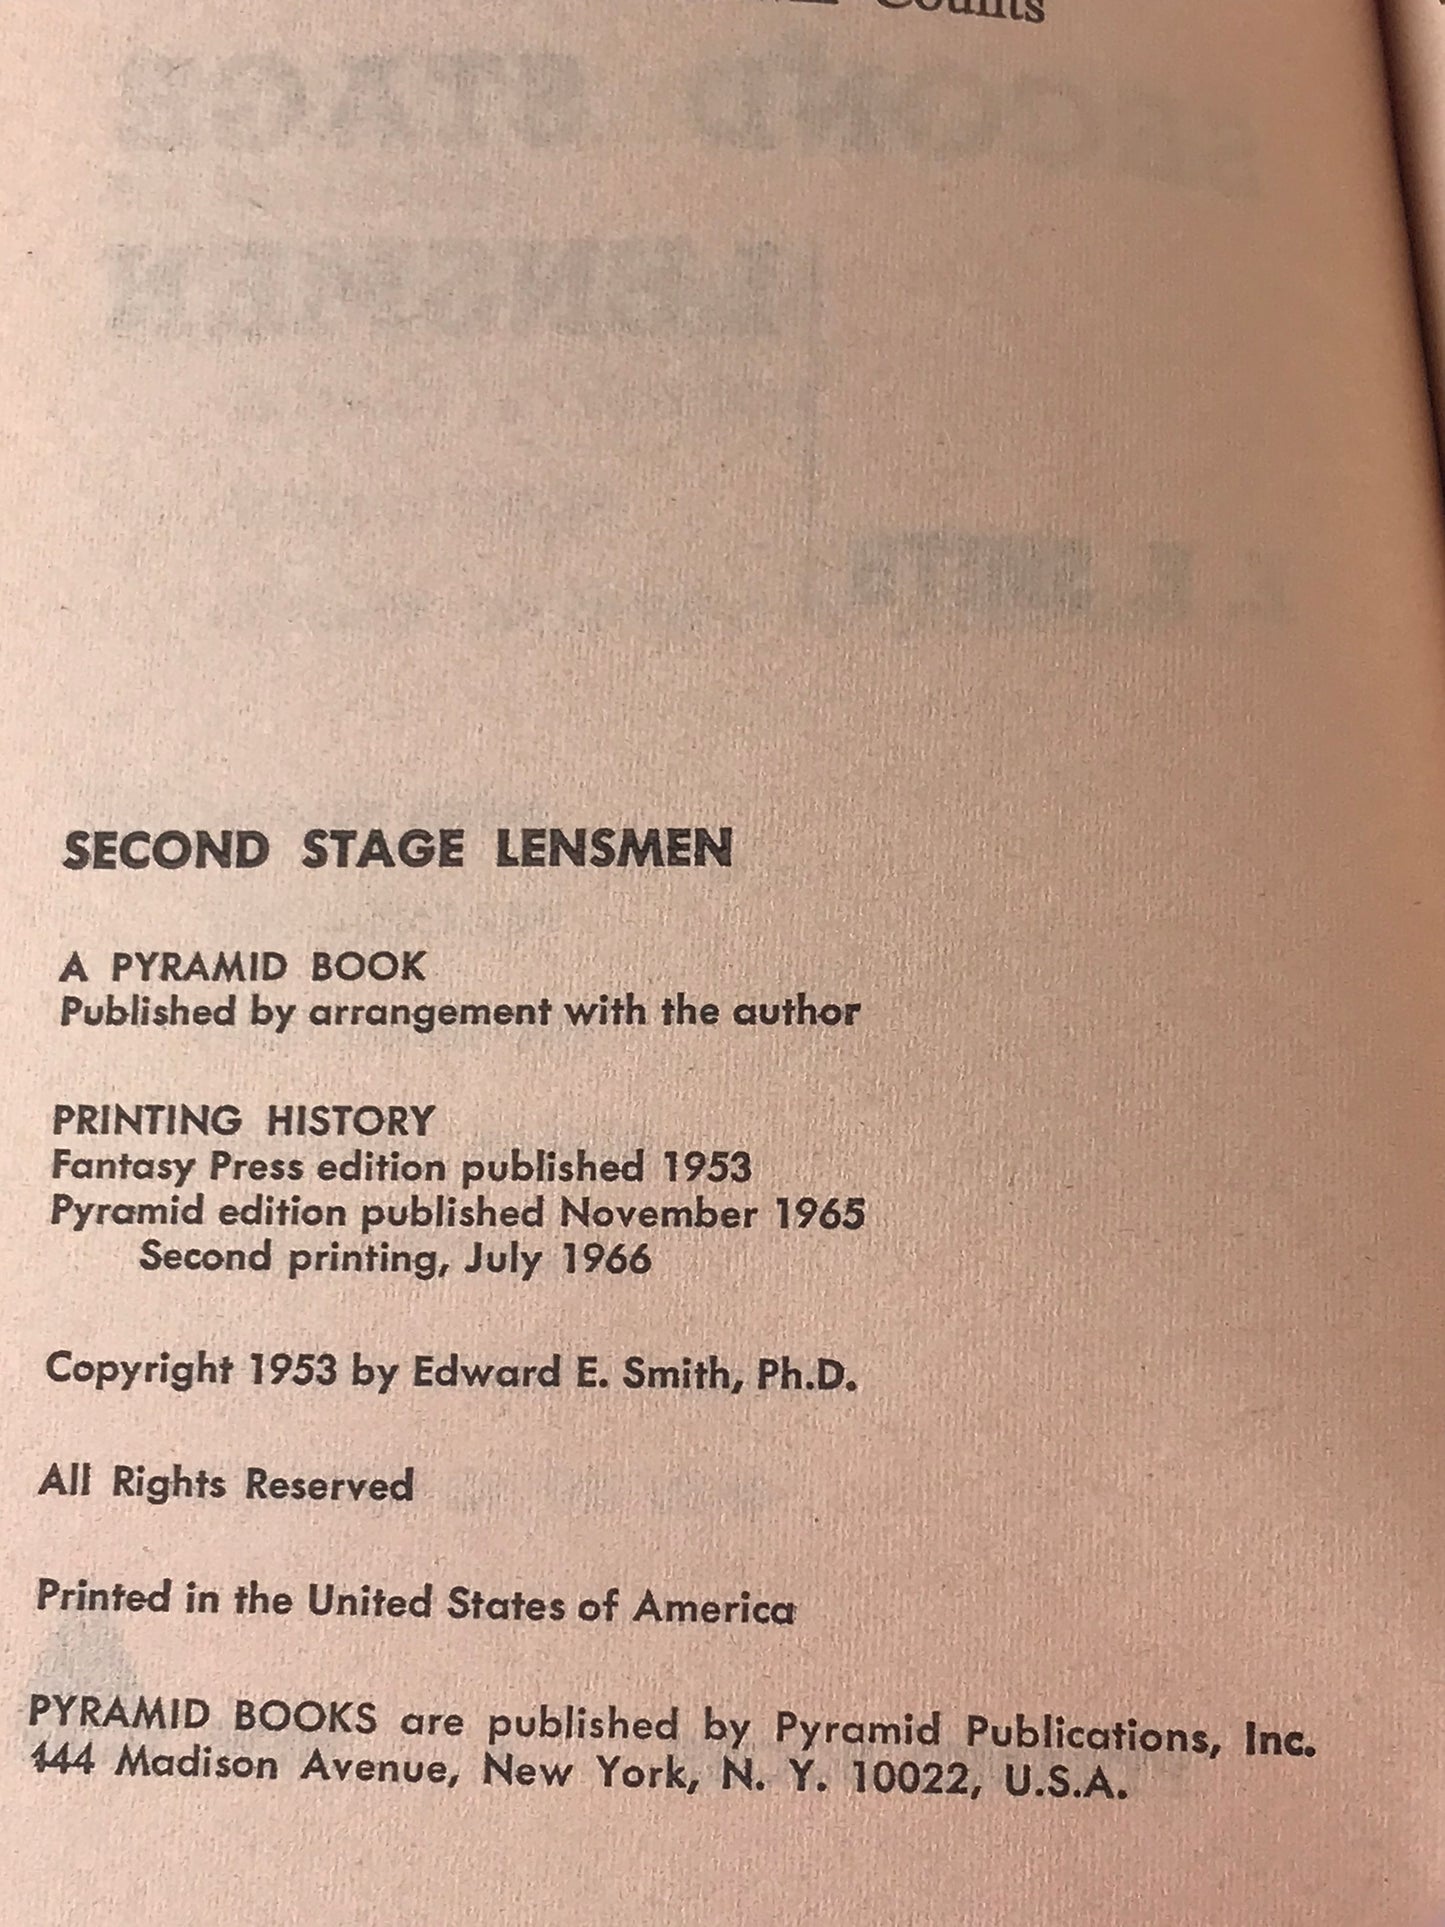 Counts
SECOND STAGE LENSMEN
A PYRAMID BOOK
Published by arrangement with the author
PRINTING HISTORY
Fantasy Press edition published 1953
Pyramid edition published November 1965
Second printing, July 1966
Copyright 1953 by Edward E. Smith, Ph.D.
All Rights Reserved
Printed in the United States of America
PYRAMID BOOKS are published by Pyramid Publications, Inc.
444 Madison Avenue, New York, N. Y. 10022, U.S.A.